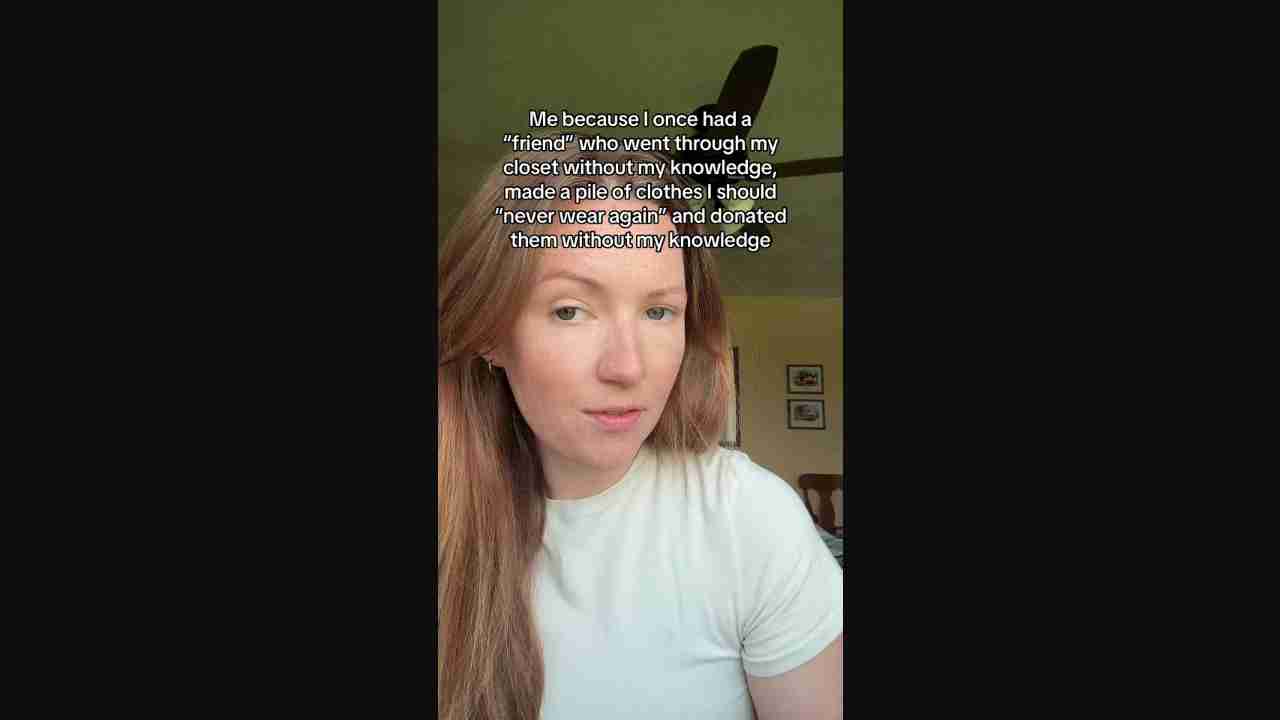 Me because I once had a
“friend” who went through my
closet without my knowledge,
made a pile of clothes I should
“never wear again” and donated
them without my knowledge